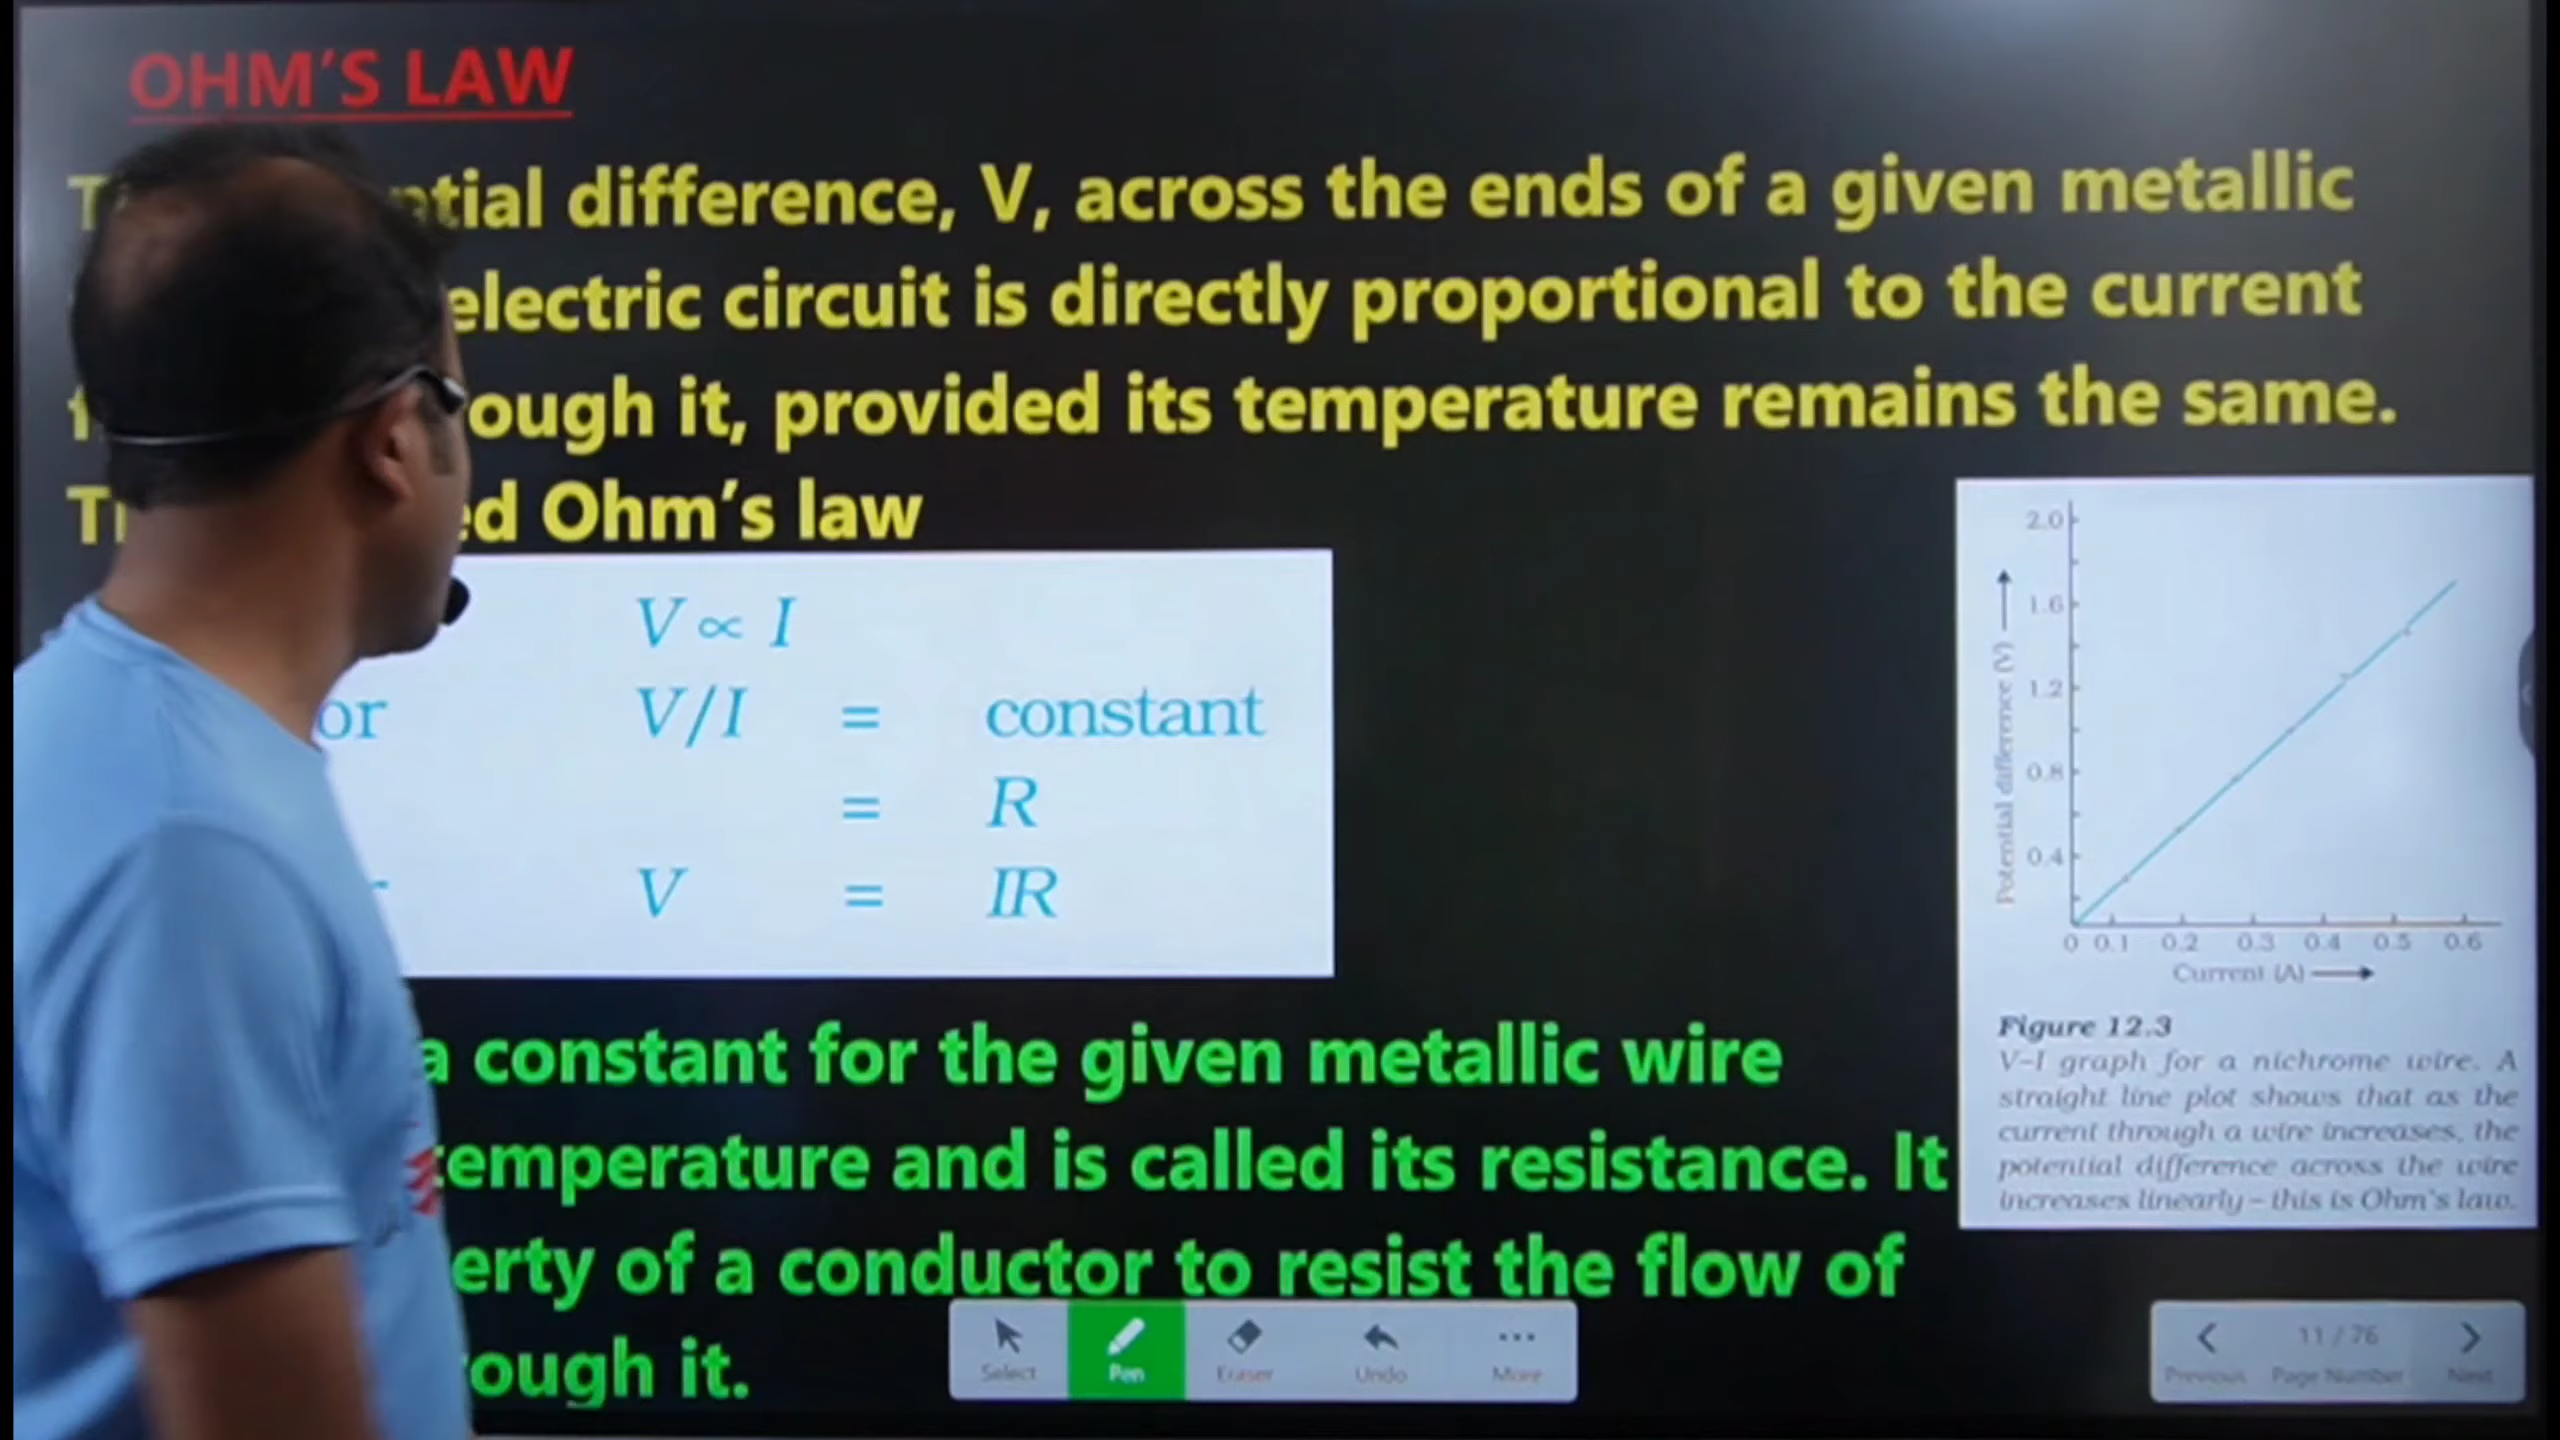 OHM'S LAW
tial difference, V, across the ends of a given metallic
electric circuit is directly proportional to the current
ough it, provided its temperature remains the same.
ed Ohm's law
V ∝ I
or V/I = constant
= R
V = IR
a constant for the given metallic wire
temperature and is called its resistance. It
erty of a conductor to resist the flow of
ough it.
2.0
1.6
1.2
0.8
0.4
Potential difference (V)
0 0.1 0.2 0.3 0.4 0.5 0.6
Current (A)
Figure 12.3
V–I graph for a nichrome wire. A
straight line plot shows that as the
current through a wire increases, the
potential difference across the wire
increases linearly – this is Ohm's law.
Select Pen Eraser Undo More
11 / 76
Previous Page Number Next